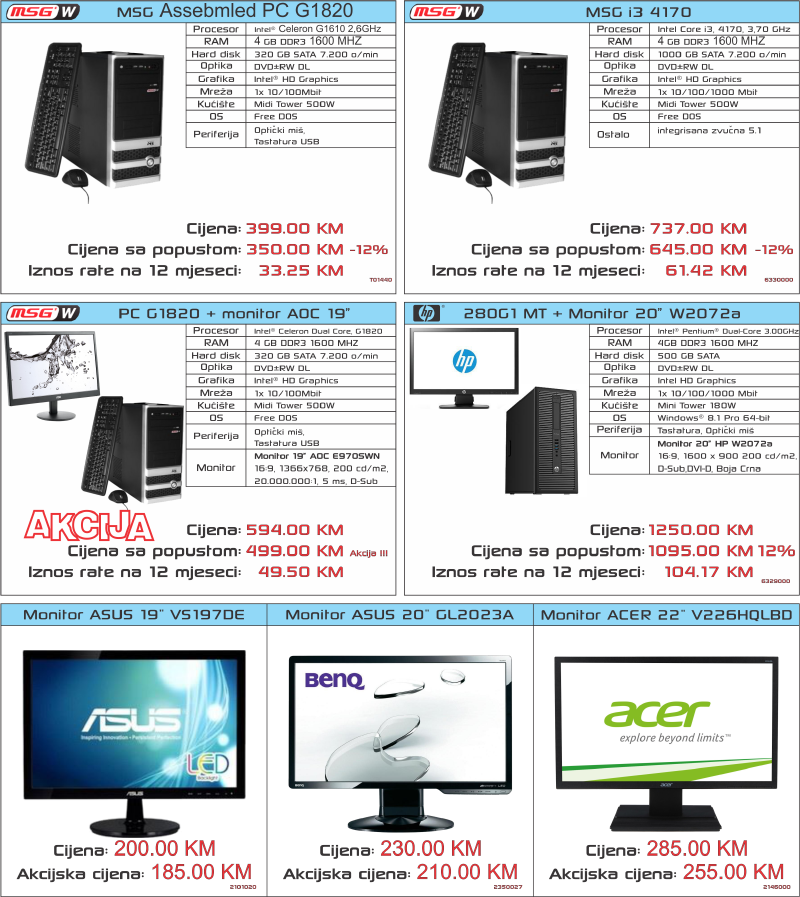 MSG W MSG Assebmled PC G1820
Procesor Intel® Celeron G1610 2,6GHz
RAM 4 GB DDR3 1600 MHZ
Hard disk 320 GB SATA 7.200 o/min
Optika DVD±RW DL
Grafika Intel® HD Graphics
Mreža 1x 10/100Mbit
Kućište Midi Tower 500W
OS Free DOS
Periferija Optički miš,
Tastatura USB
Cijena: 399.00 KM
Cijena sa popustom: 350.00 KM -12%
Iznos rate na 12 mjeseci: 33.25 KM
T01440
MSG W MSG i3 4170
Procesor Intel Core i3, 4170, 3,70 GHz
RAM 4 GB DDR3 1600 MHZ
Hard disk 1000 GB SATA 7.200 o/min
Optika DVD±RW DL
Grafika Intel® HD Graphics
Mreža 1x 10/100/1000 Mbit
Kućište Midi Tower 500W
OS Free DOS
Ostalo integrisana zvučna 5.1
Cijena: 737.00 KM
Cijena sa popustom: 645.00 KM -12%
Iznos rate na 12 mjeseci: 61.42 KM
6330000
MSG W PC G1820 + monitor AOC 19"
Procesor Intel® Celeron Dual Core, G1820
RAM 4 GB DDR3 1600 MHZ
Hard disk 320 GB SATA 7.200 o/min
Optika DVD±RW DL
Grafika Intel® HD Graphics
Mreža 1x 10/100Mbit
Kućište Midi Tower 500W
OS Free DOS
Periferija Optički miš,
Tastatura USB
Monitor Monitor 19" AOC E970SWN
16:9, 1366x768, 200 cd/m2,
20.000.000:1, 5 ms, D-Sub
AKCIJA
Cijena: 594.00 KM
Cijena sa popustom: 499.00 KM Akcija III
Iznos rate na 12 mjeseci: 49.50 KM
hp 280G1 MT + Monitor 20" W2072a
hp
Procesor Intel® Pentium® Dual-Core 3.00GHz
RAM 4GB DDR3 1600 MHZ
Hard disk 500 GB SATA
Optika DVD±RW DL
Grafika Intel HD Graphics
Mreža 1x 10/100/1000 Mbit
Kućište Mini Tower 180W
OS Windows® 8.1 Pro 64-bit
Periferija Tastatura, Optički miš
Monitor Monitor 20" HP W2072a
16:9, 1600 x 900 200 cd/m2,
D-Sub,DVI-D, Boja Crna
Cijena: 1250.00 KM
Cijena sa popustom: 1095.00 KM 12%
Iznos rate na 12 mjeseci: 104.17 KM
6329000
Monitor ASUS 19" VS197DE
ASUS
Inspiring Innovation • Persistent Perfection
LED
Backlight
ASUS
Cijena: 200.00 KM
Akcijska cijena: 185.00 KM
2101020
Monitor ASUS 20" GL2023A
BenQ
BenQ
Cijena: 230.00 KM
Akcijska cijena: 210.00 KM
2350027
Monitor ACER 22" V226HQLBD
acer
explore beyond limits™
acer
Cijena: 285.00 KM
Akcijska cijena: 255.00 KM
2146000